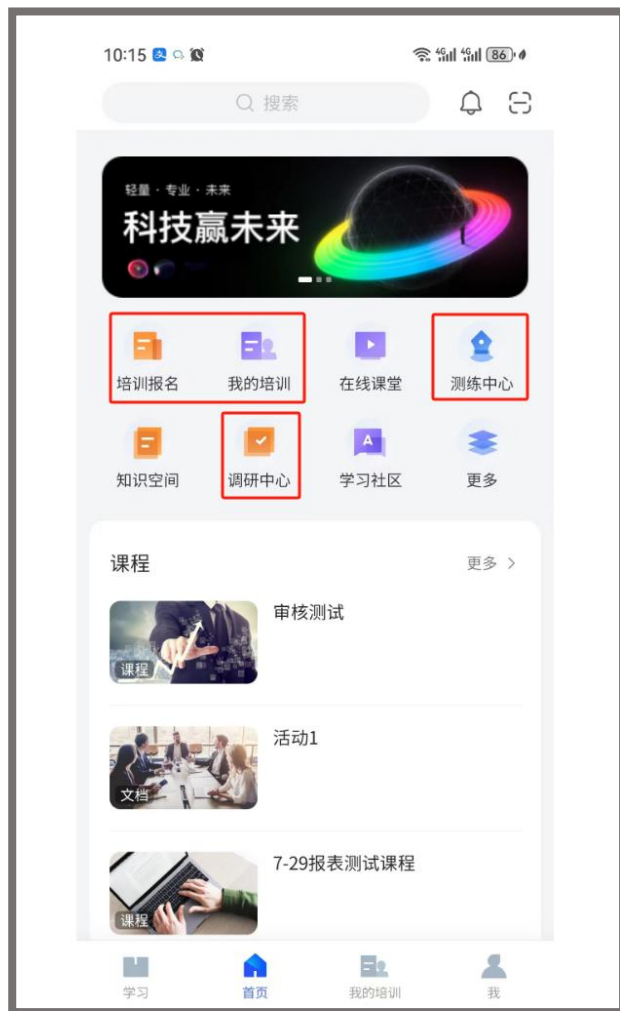 10:15 4G 4G 86
搜索
轻量 · 专业 · 未来
科技赢未来
培训报名 我的培训 在线课堂 测练中心
知识空间 调研中心 A 学习社区 更多
课程 更多 >
审核测试
课程
活动1
文档
7-29报表测试课程
课程
学习 首页 我的培训 我